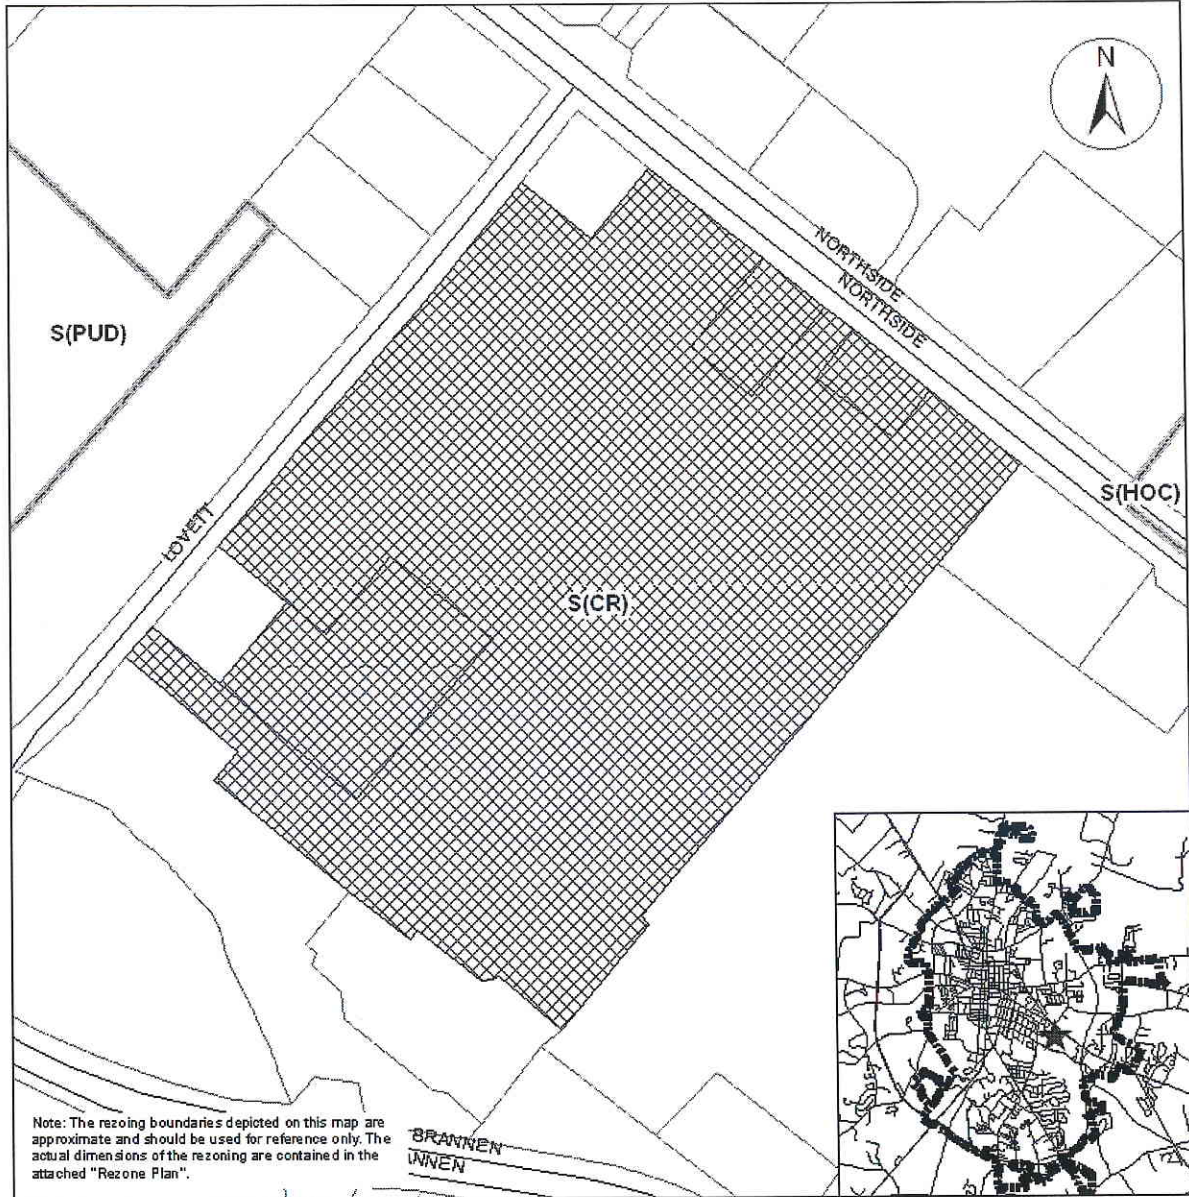 N
NORTHSIDE
NORTHSIDE
S(PUD)
S(HOC)
LOVETT
S(CR)
Note: The rezoing boundaries depicted on this map are
approximate and should be used for reference only. The
actual dimensions of the rezoning are contained in the
attached "Rezone Plan".
BRANNEN
NNEN